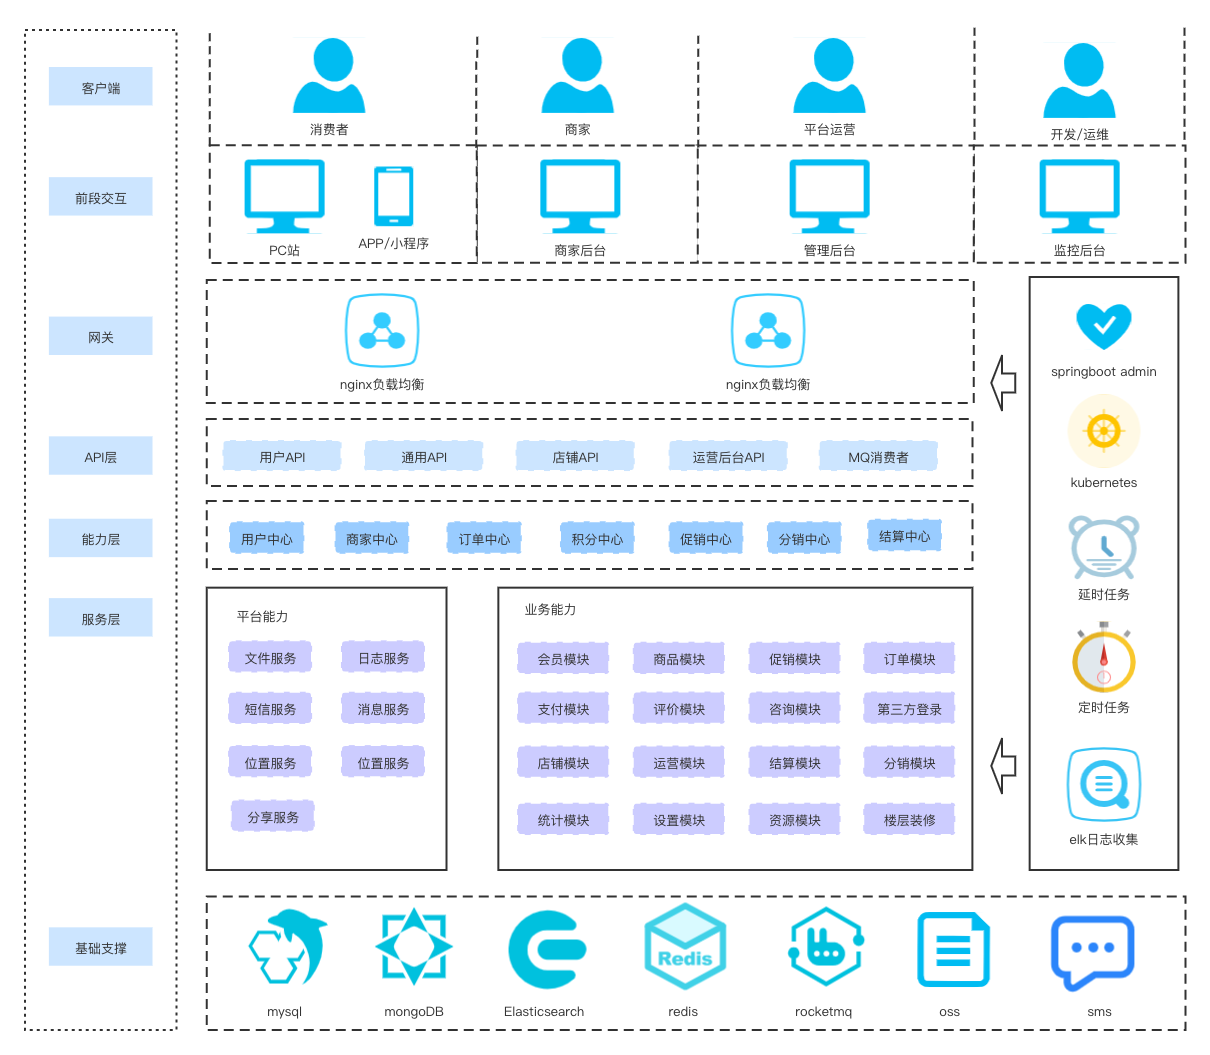 客户端
消费者
商家
平台运营
开发/运维
前段交互
PC站
APP/小程序
商家后台
管理后台
监控后台
网关
nginx负载均衡
nginx负载均衡
API层
用户API
通用API
店铺API
运营后台API
MQ消费者
能力层
用户中心
商家中心
订单中心
积分中心
促销中心
分销中心
结算中心
服务层
平台能力
文件服务
日志服务
短信服务
消息服务
位置服务
位置服务
分享服务
业务能力
会员模块
商品模块
促销模块
订单模块
支付模块
评价模块
咨询模块
第三方登录
店铺模块
运营模块
结算模块
分销模块
统计模块
设置模块
资源模块
楼层装修
springboot admin
kubernetes
延时任务
定时任务
elk日志收集
基础支撑
mysql
mongoDB
Elasticsearch
Redis
redis
rocketmq
oss
sms